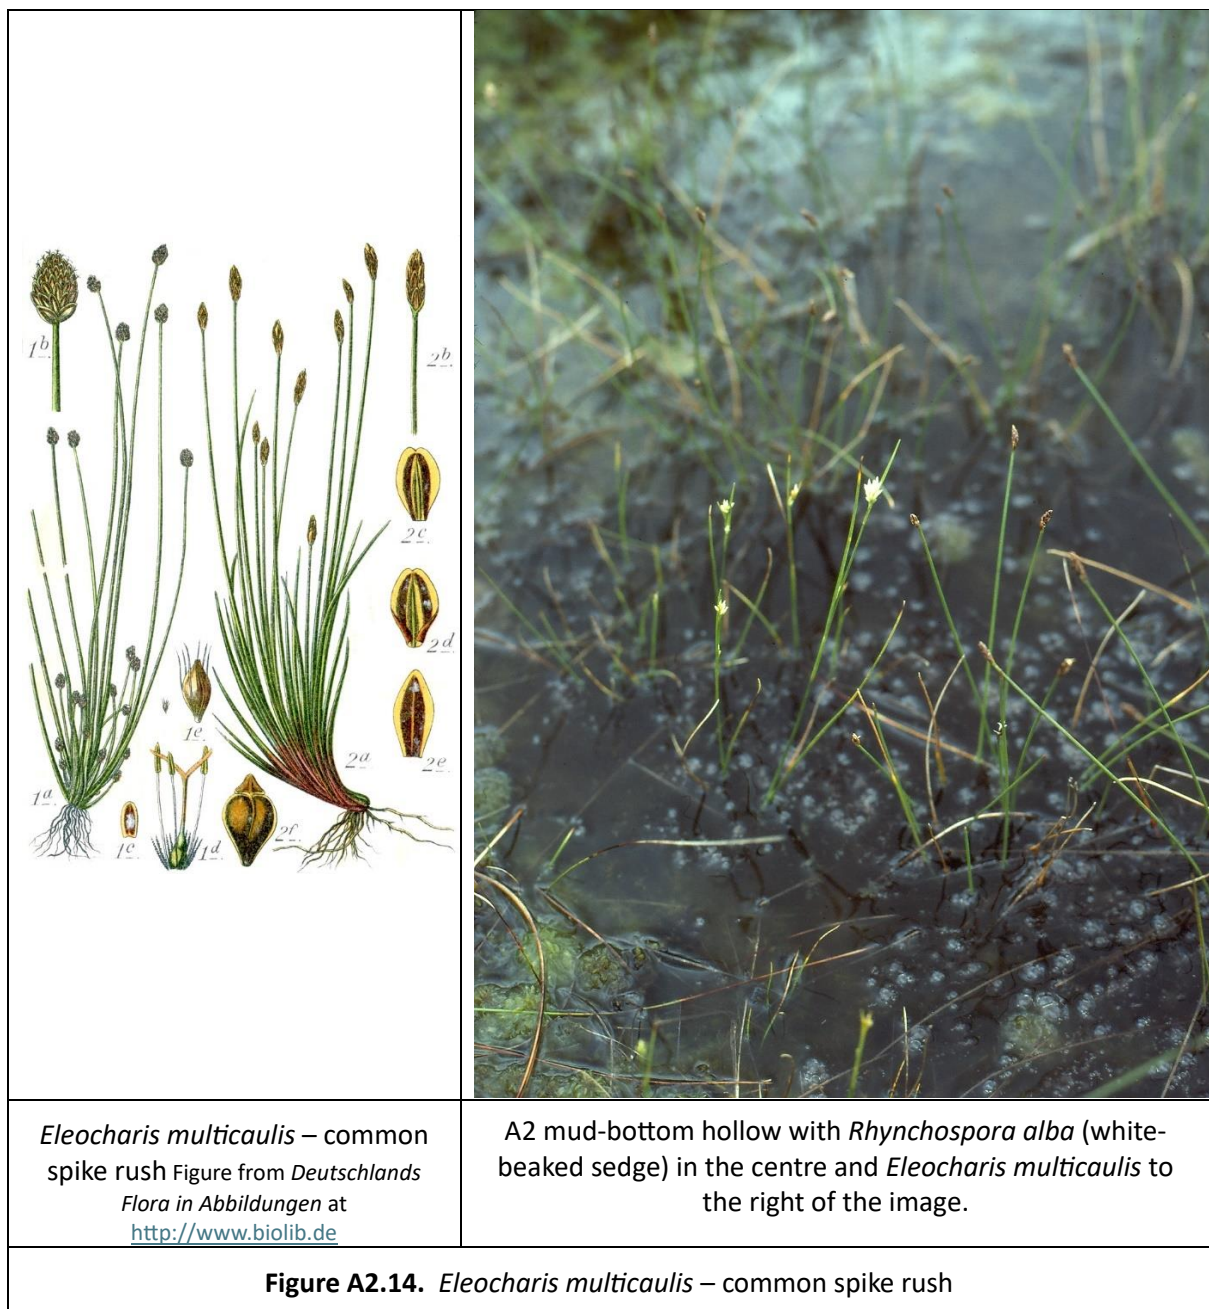 1b
2b
2c
2d
1e
2e
2a
1a
1c
1d
2f
Eleocharis multicaulis – common
spike rush Figure from Deutschlands
Flora in Abbildungen at
http://www.biolib.de
A2 mud-bottom hollow with Rhynchospora alba (white-
beaked sedge) in the centre and Eleocharis multicaulis to
the right of the image.
Figure A2.14. Eleocharis multicaulis – common spike rush